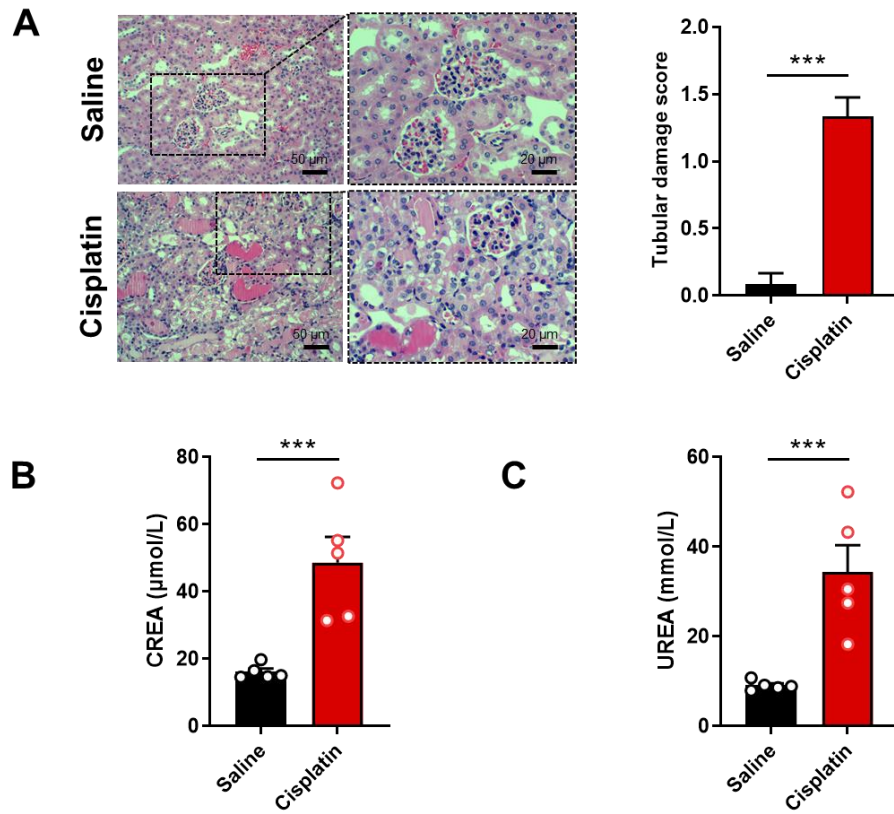 A
Saline
50 µm
20 µm
Cisplatin
50 µm
20 µm
Tubular damage score
2.0
1.5
1.0
0.5
0.0
***
Saline
Cisplatin
B
CREA (µmol/L)
80
60
40
20
0
***
Saline
Cisplatin
C
UREA (mmol/L)
60
40
20
0
***
Saline
Cisplatin